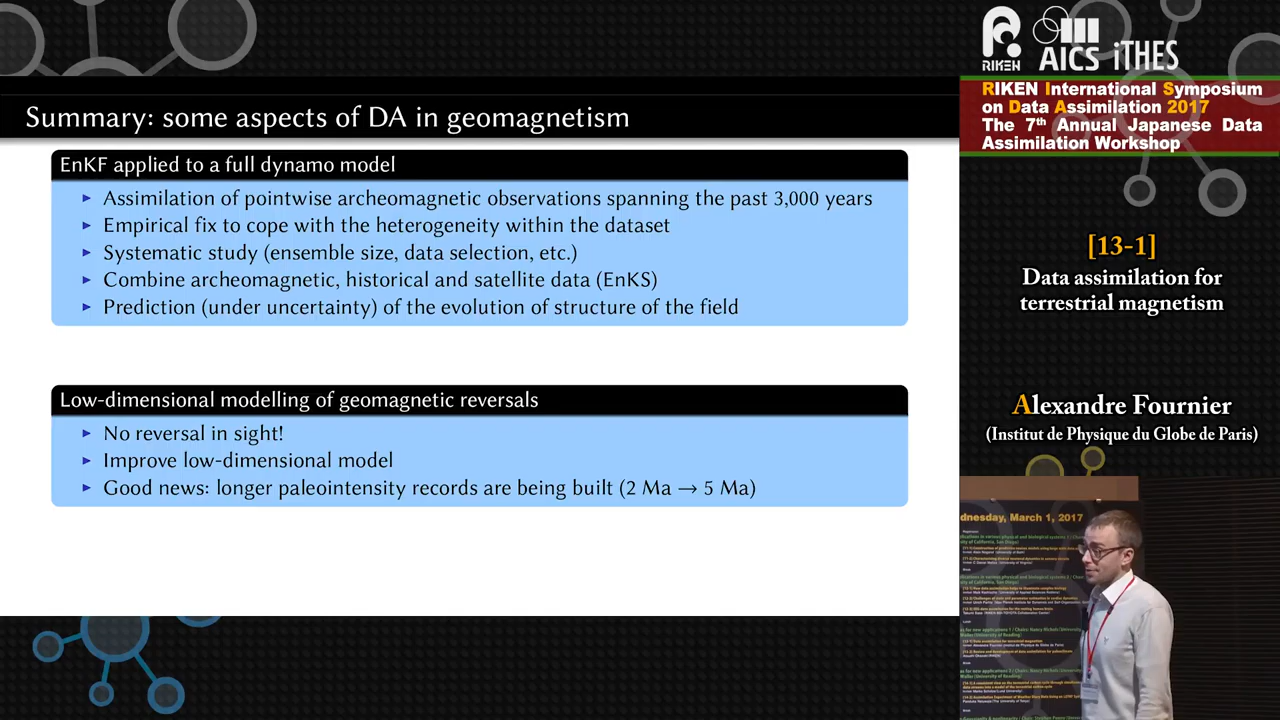 Summary: some aspects of DA in geomagnetism
EnKF applied to a full dynamo model
▶ Assimilation of pointwise archeomagnetic observations spanning the past 3,000 years
▶ Empirical fix to cope with the heterogeneity within the dataset
▶ Systematic study (ensemble size, data selection, etc.)
▶ Combine archeomagnetic, historical and satellite data (EnKS)
▶ Prediction (under uncertainty) of the evolution of structure of the field
Low-dimensional modelling of geomagnetic reversals
▶ No reversal in sight!
▶ Improve low-dimensional model
▶ Good news: longer paleointensity records are being built (2 Ma → 5 Ma)
RIKEN AICS iTHES
RIKEN International Symposium
on Data Assimilation 2017
The 7th Annual Japanese Data
Assimilation Workshop
[13-1]
Data assimilation for
terrestrial magnetism
Alexandre Fournier
(Institut de Physique du Globe de Paris)
dnesday, March 1, 2017